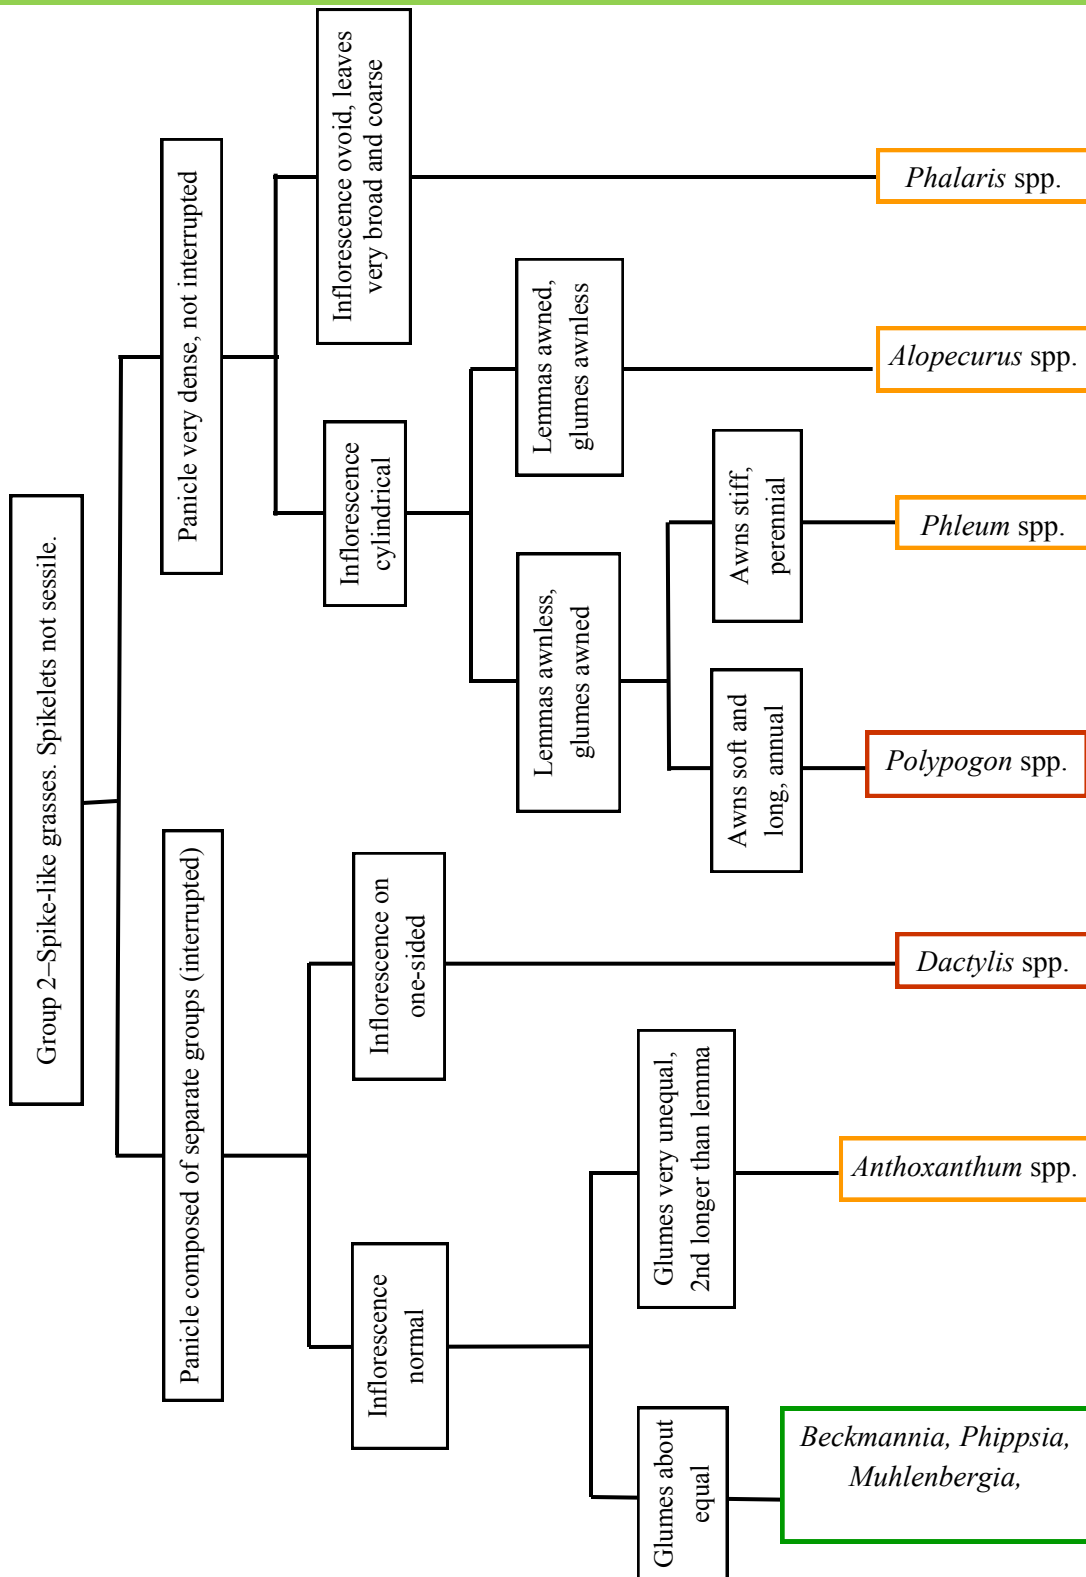 Group 2–Spike-like grasses. Spikelets not sessile.
Panicle composed of separate groups (interrupted)
Panicle very dense, not interrupted
Inflorescence
normal
Inflorescence on
one-sided
Inflorescence
cylindrical
Inflorescence ovoid, leaves
very broad and coarse
Glumes about
equal
Glumes very unequal,
2nd longer than lemma
Lemmas awnless,
glumes awned
Lemmas awned,
glumes awnless
Awns soft and
long, annual
Awns stiff,
perennial
Beckmannia, Phippsia,
Muhlenbergia,
Anthoxanthum spp.
Dactylis spp.
Polypogon spp.
Phleum spp.
Alopecurus spp.
Phalaris spp.